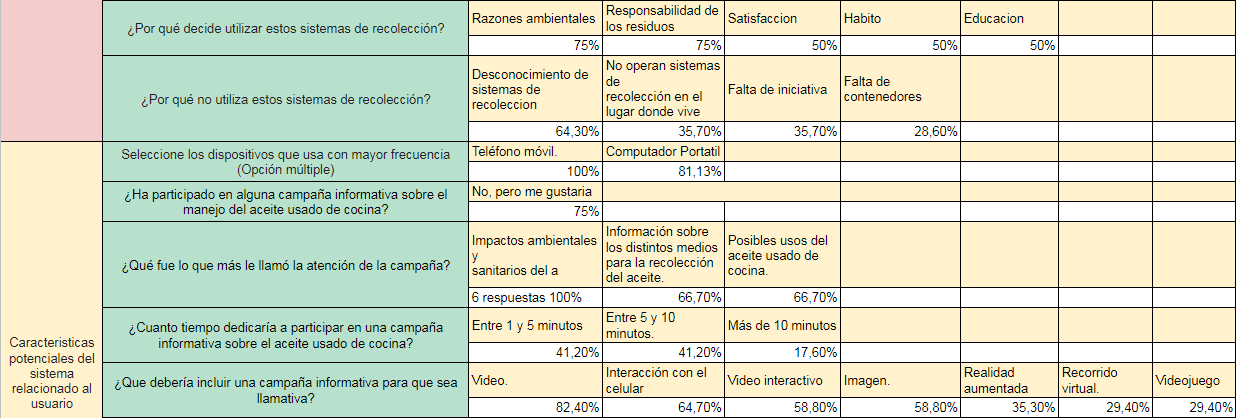 ¿Por qué decide utilizar estos sistemas de recolección?
Razones ambientales
Responsabilidad de
los residuos
Satisfaccion
Habito
Educacion
75%
75%
50%
50%
50%
¿Por qué no utiliza estos sistemas de recolección?
Desconocimiento de
sistemas de
recoleccion
No operan sistemas
de
recolección en el
lugar donde vive
Falta de iniciativa
Falta de
contenedores
64,30%
35,70%
35,70%
28,60%
Caracteristicas
potenciales del
sistema
relacionado al
usuario
Seleccione los dispositivos que usa con mayor frecuencia
(Opción múltiple)
Teléfono móvil.
Computador Portatil
100%
81,13%
¿Ha participado en alguna campaña informativa sobre el
manejo del aceite usado de cocina?
No, pero me gustaria
75%
¿Qué fue lo que más le llamó la atención de la campaña?
Impactos ambientales
y
sanitarios del a
Información sobre
los distintos medios
para la recolección
del aceite.
Posibles usos del
aceite usado de
cocina.
6 respuestas 100%
66,70%
66,70%
¿Cuanto tiempo dedicaría a participar en una campaña
informativa sobre el aceite usado de cocina?
Entre 1 y 5 minutos
Entre 5 y 10
minutos.
Más de 10 minutos
41,20%
41,20%
17,60%
¿Que debería incluir una campaña informativa para que sea
llamativa?
Video.
Interacción con el
celular
Video interactivo
Imagen.
Realidad
aumentada
Recorrido
virtual.
Videojuego
82,40%
64,70%
58,80%
58,80%
35,30%
29,40%
29,40%